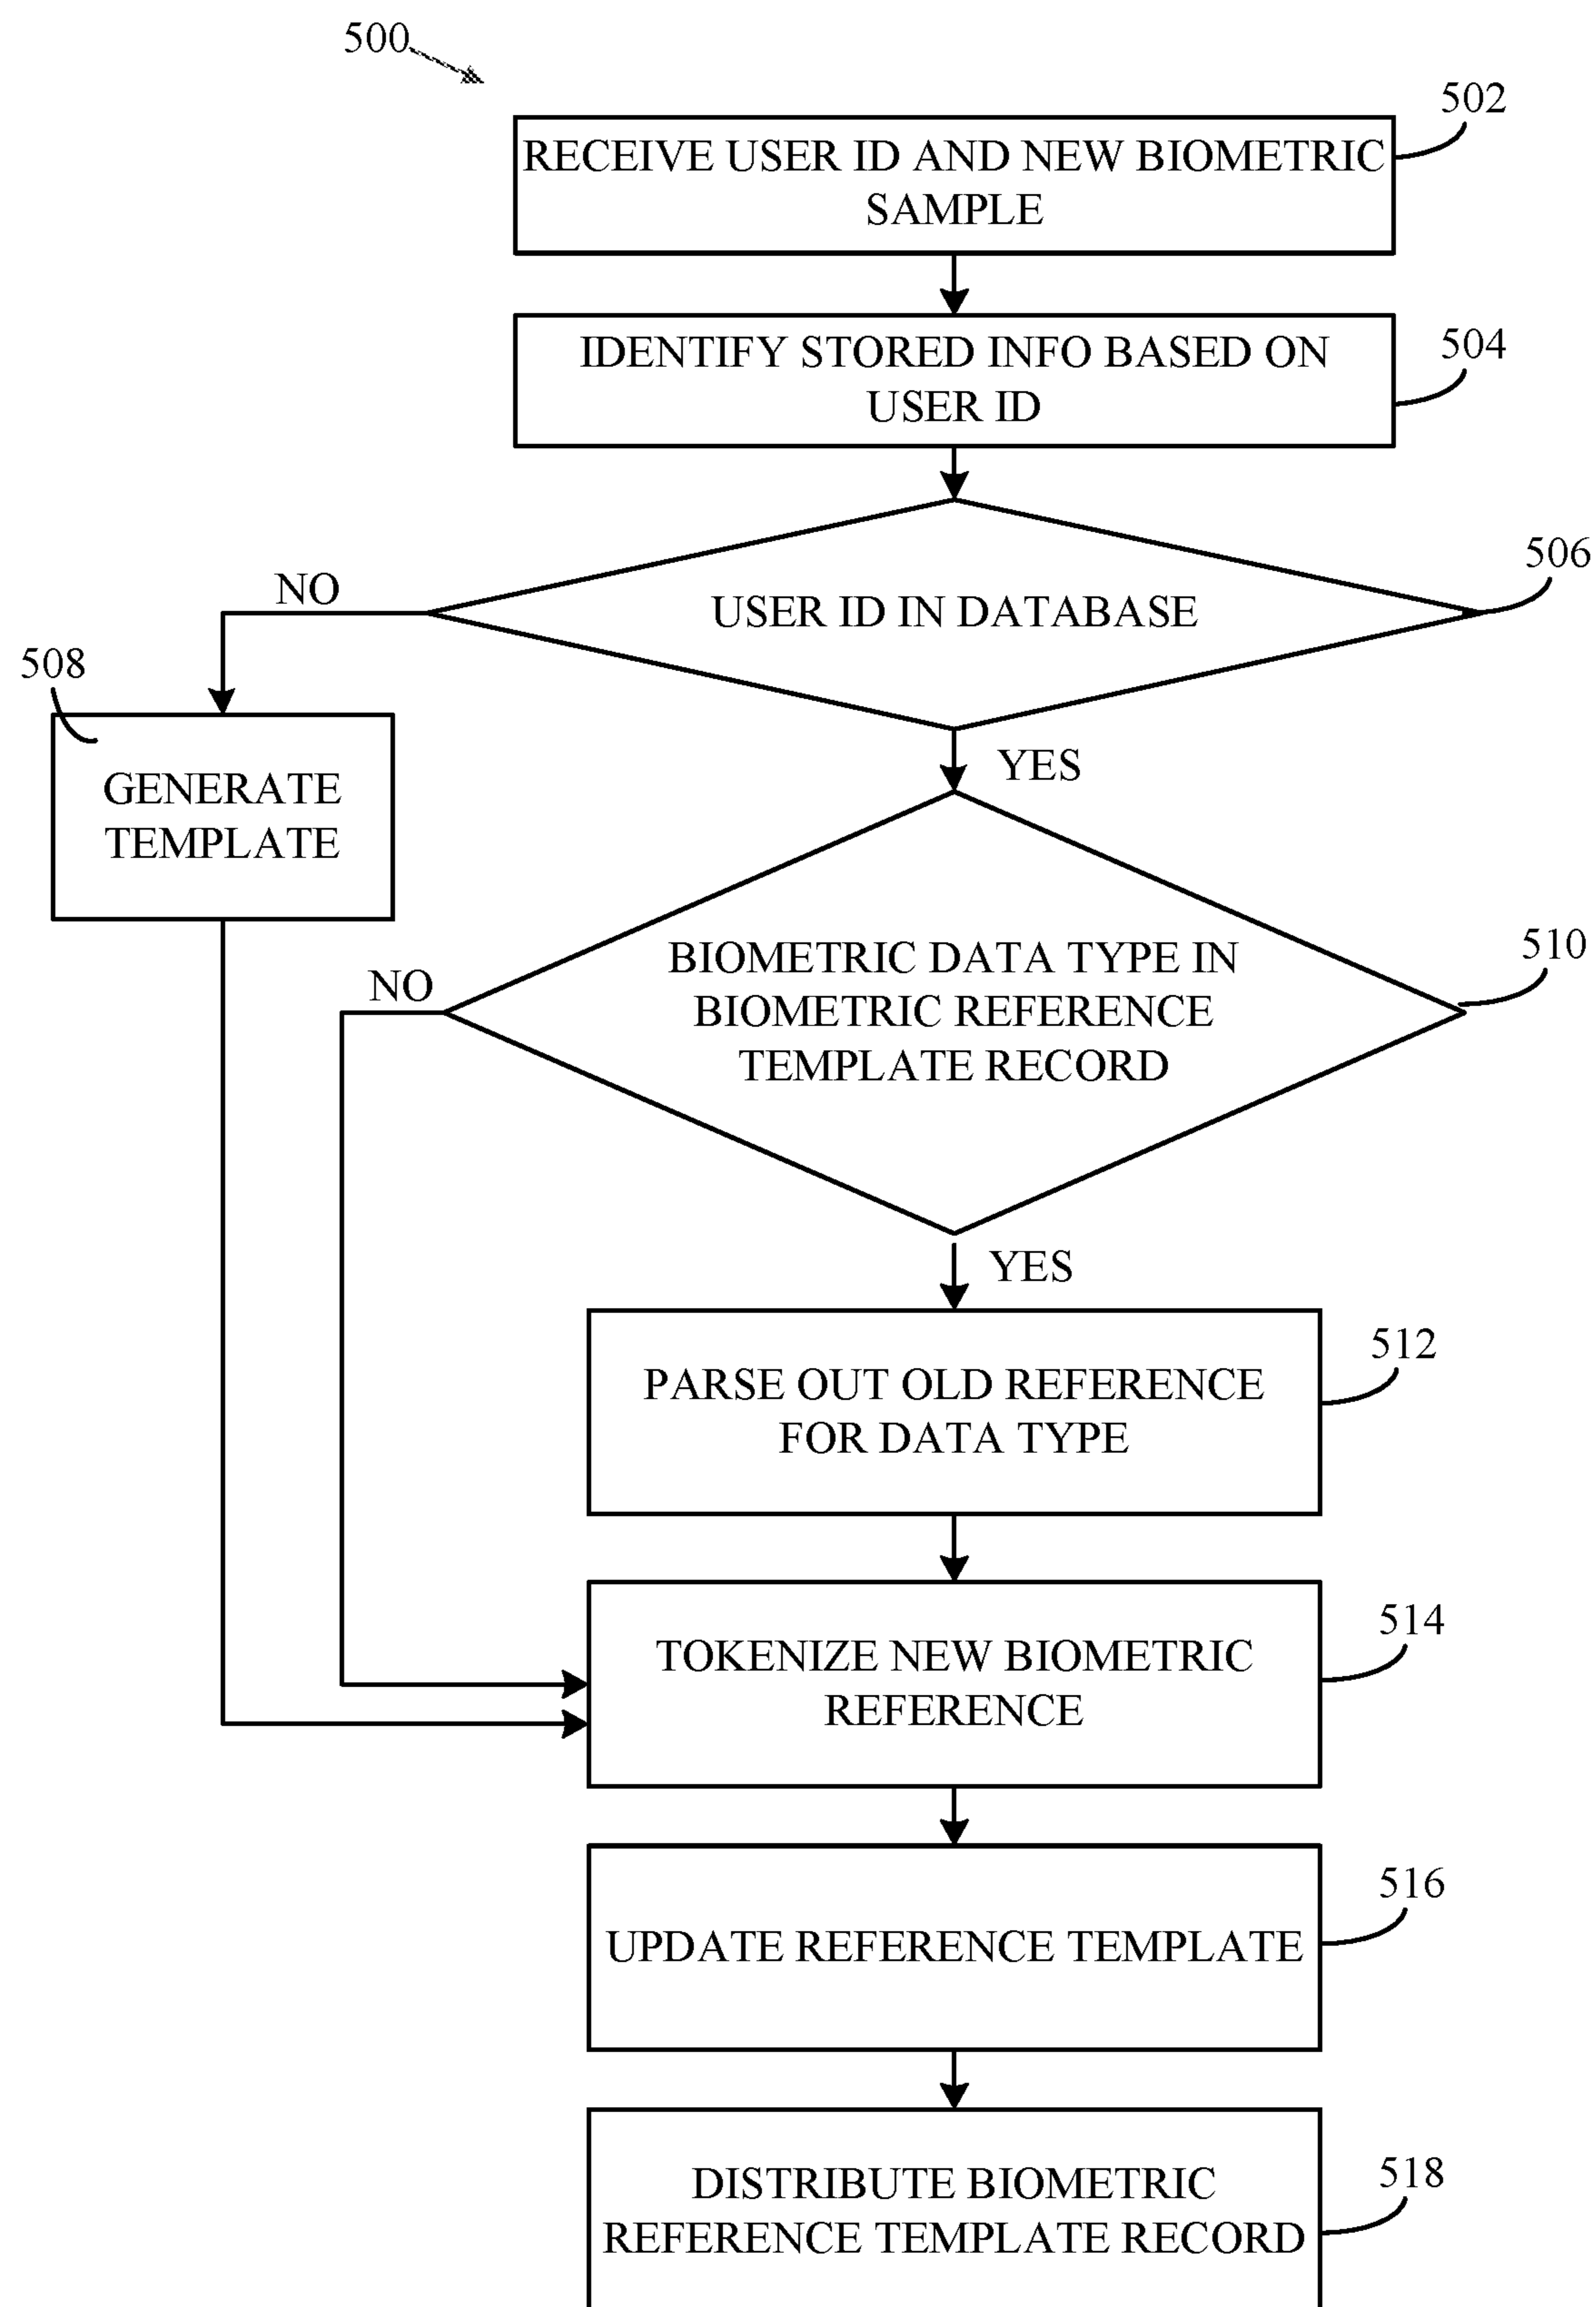 500
502
RECEIVE USER ID AND NEW BIOMETRIC
SAMPLE
504
IDENTIFY STORED INFO BASED ON
USER ID
506
NO
USER ID IN DATABASE
508
YES
GENERATE
TEMPLATE
510
NO
BIOMETRIC DATA TYPE IN
BIOMETRIC REFERENCE
TEMPLATE RECORD
YES
512
PARSE OUT OLD REFERENCE
FOR DATA TYPE
514
TOKENIZE NEW BIOMETRIC
REFERENCE
516
UPDATE REFERENCE TEMPLATE
518
DISTRIBUTE BIOMETRIC
REFERENCE TEMPLATE RECORD